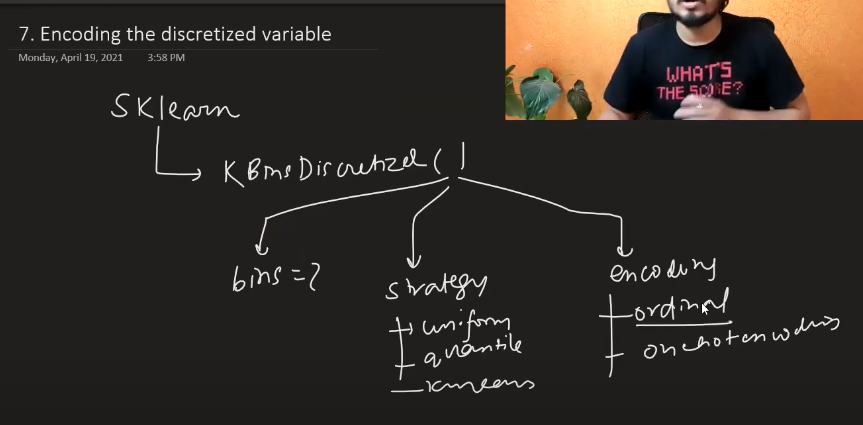 7. Encoding the discretized variable
Monday, April 19, 2021 3:58 PM
WHAT'S
THE SCORE?
SKlearn
KBinsDiscretizer()
bins=?
strategy
uniform
quantile
kmeans
encoding
ordinal
onehotencoding